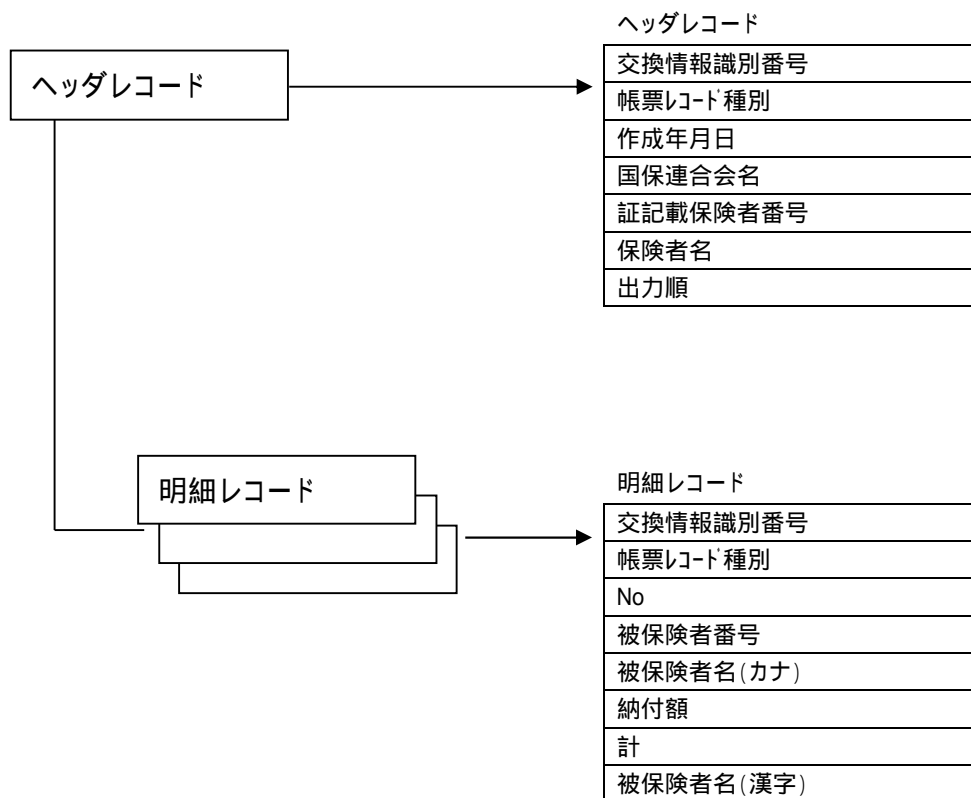 ヘッダレコード
ヘッダレコード
交換情報識別番号
帳票ﾚｺｰﾄﾞ種別
作成年月日
国保連合会名
証記載保険者番号
保険者名
出力順
明細レコード
明細レコード
交換情報識別番号
帳票ﾚｺｰﾄﾞ種別
No
被保険者番号
被保険者名(カナ)
納付額
計
被保険者名(漢字)